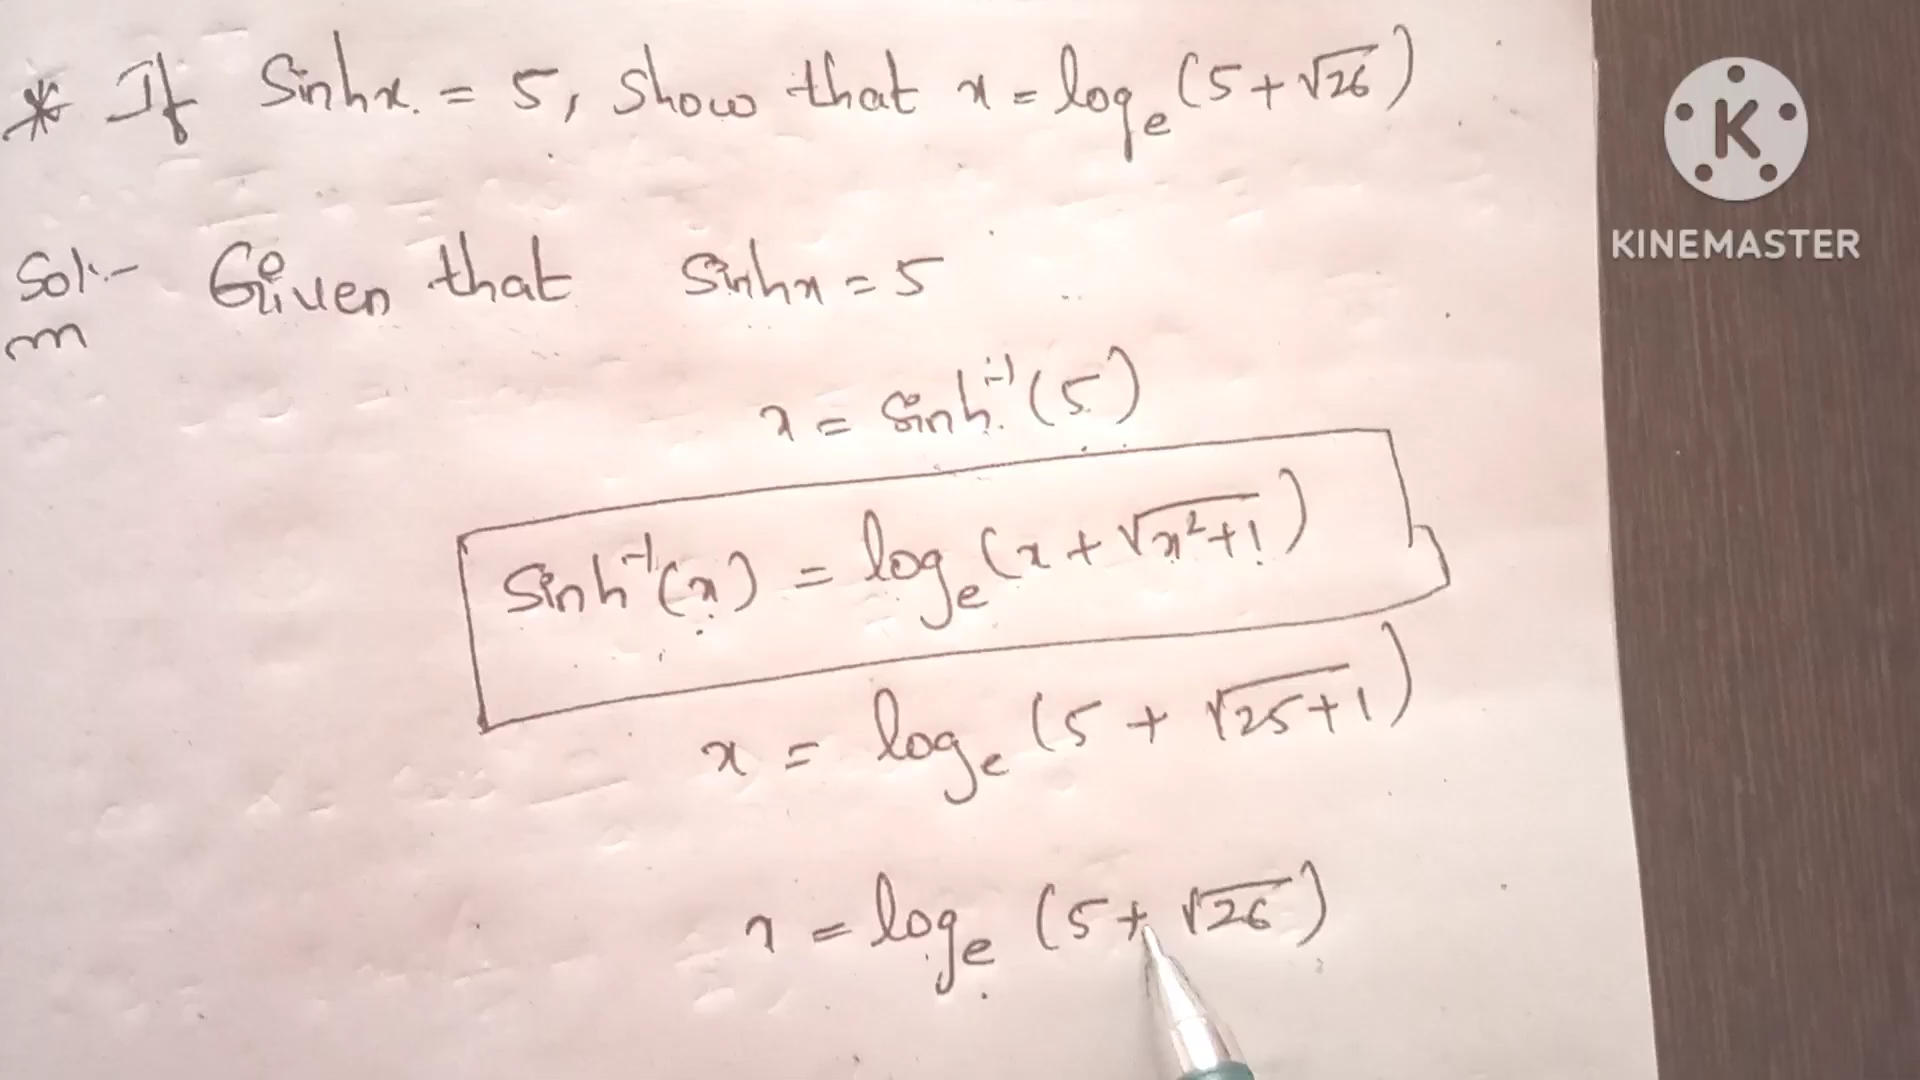 * If Sinhx = 5, Show that x = logₑ(5+√26)
Sol:- Given that Sinhx = 5
x = Sinh⁻¹(5)
Sinh⁻¹(x) = logₑ(x+√x²+1)
x = logₑ(5+√25+1)
x = logₑ(5+√26)
K
KINEMASTER